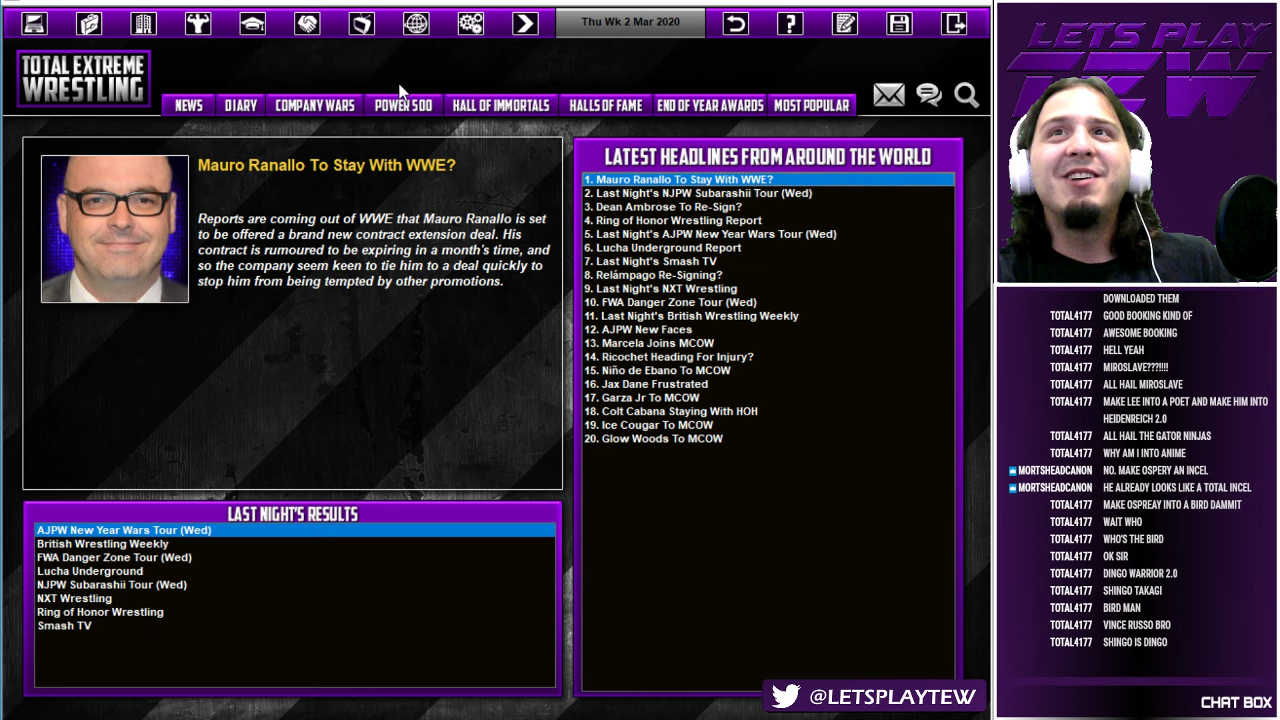 Thu Wk 2 Mar 2020
TOTAL EXTREME
WRESTLING
NEWS
DIARY
COMPANY WARS
POWER 500
HALL OF IMMORTALS
HALLS OF FAME
END OF YEAR AWARDS
MOST POPULAR
Mauro Ranallo To Stay With WWE?
Reports are coming out of WWE that Mauro Ranallo is set
to be offered a brand new contract extension deal. His
contract is rumoured to be expiring in a month's time, and
so the company seem keen to tie him to a deal quickly to
stop him from being tempted by other promotions.
LAST NIGHT'S RESULTS
AJPW New Year Wars Tour (Wed)
British Wrestling Weekly
FWA Danger Zone Tour (Wed)
Lucha Underground
NJPW Subarashii Tour (Wed)
NXT Wrestling
Ring of Honor Wrestling
Smash TV
LATEST HEADLINES FROM AROUND THE WORLD
1. Mauro Ranallo To Stay With WWE?
2. Last Night's NJPW Subarashii Tour (Wed)
3. Dean Ambrose To Re-Sign?
4. Ring of Honor Wrestling Report
5. Last Night's AJPW New Year Wars Tour (Wed)
6. Lucha Underground Report
7. Last Night's Smash TV
8. Relámpago Re-Signing?
9. Last Night's NXT Wrestling
10. FWA Danger Zone Tour (Wed)
11. Last Night's British Wrestling Weekly
12. AJPW New Faces
13. Marcela Joins MCOW
14. Ricochet Heading For Injury?
15. Niño de Ebano To MCOW
16. Jax Dane Frustrated
17. Garza Jr To MCOW
18. Colt Cabana Staying With HOH
19. Ice Cougar To MCOW
20. Glow Woods To MCOW
@LETSPLAYTEW
LETS PLAY
TEW
DOWNLOADED THEM
TOTAL4177 GOOD BOOKING KIND OF
TOTAL4177 AWESOME BOOKING
TOTAL4177 HELL YEAH
TOTAL4177 MIROSLAVE???!!!!
TOTAL4177 ALL HAIL MIROSLAVE
TOTAL4177 MAKE LEE INTO A POET AND MAKE HIM INTO
HEIDENREICH 2.0
TOTAL4177 ALL HAIL THE GATOR NINJAS
TOTAL4177 WHY AM I INTO ANIME
MORTSHEADCANON NO. MAKE OSPERY AN INCEL
MORTSHEADCANON HE ALREADY LOOKS LIKE A TOTAL INCEL
TOTAL4177 MAKE OSPREAY INTO A BIRD DAMMIT
TOTAL4177 WAIT WHO
TOTAL4177 WHO'S THE BIRD
TOTAL4177 OK SIR
TOTAL4177 DINGO WARRIOR 2.0
TOTAL4177 SHINGO TAKAGI
TOTAL4177 BIRD MAN
TOTAL4177 VINCE RUSSO BRO
TOTAL4177 SHINGO IS DINGO
CHAT BOX